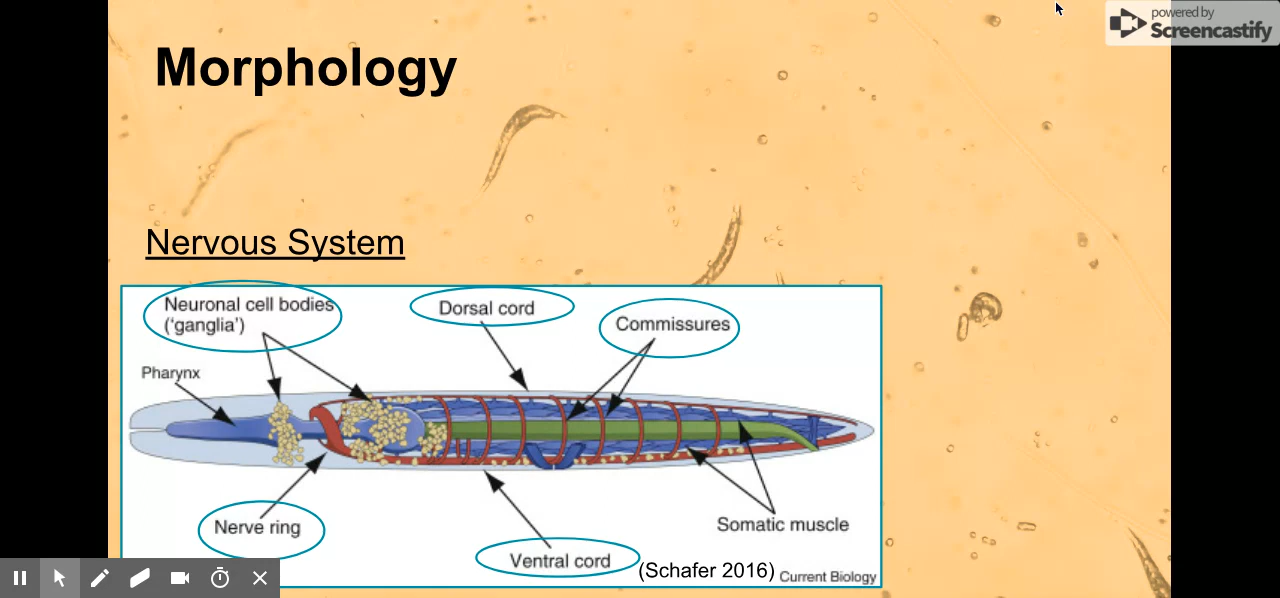 powered by
Screencastify
Morphology
Nervous System
Neuronal cell bodies
(‘ganglia’)
Dorsal cord
Commissures
Pharynx
Nerve ring
Somatic muscle
Ventral cord
(Schafer 2016)
Current Biology